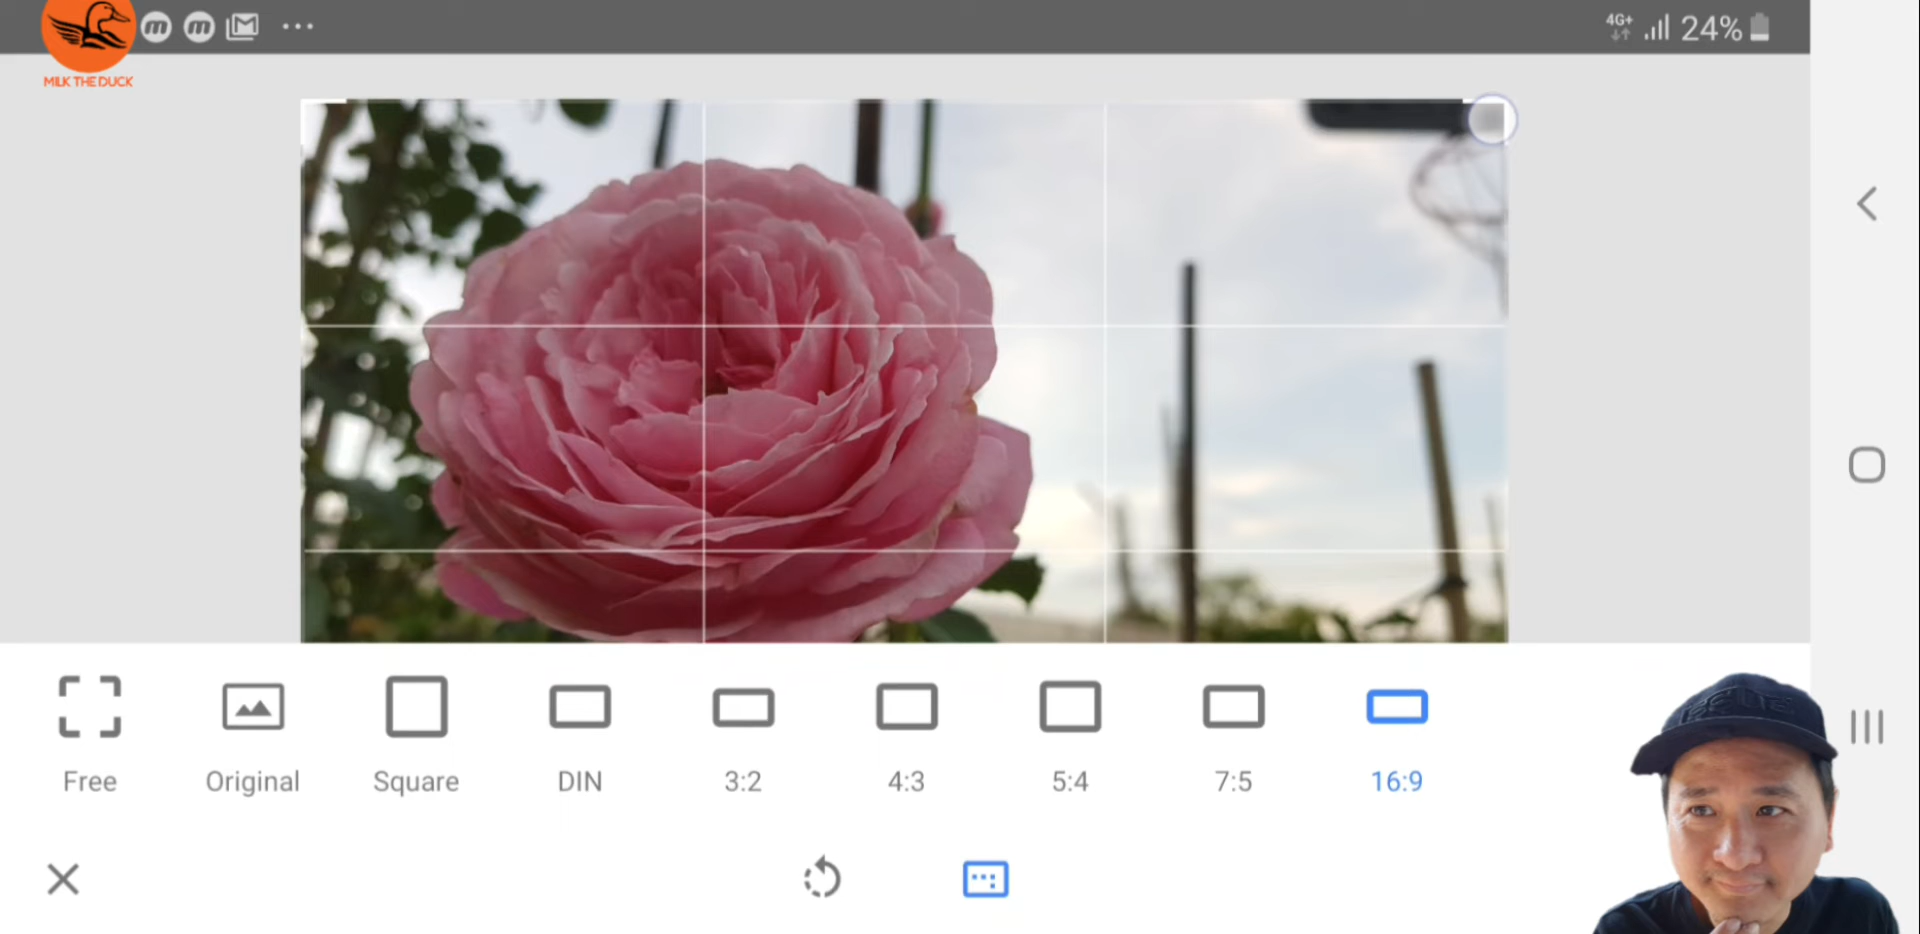 4G+ 24%
MILK THE DUCK
Free Original Square DIN 3:2 4:3 5:4 7:5 16:9